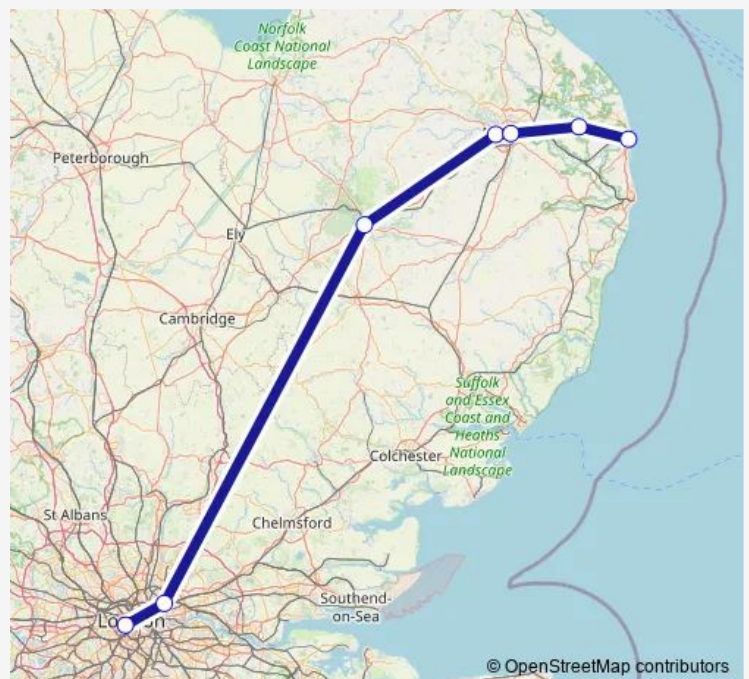 Norfolk
Coast National
Landscape
Peterborough
Ely
Cambridge
Suffolk
and Essex
Coast and
Heaths
National
Landscape
Colchester
St Albans
Chelmsford
London
Southend-
on-Sea
© OpenStreetMap contributors